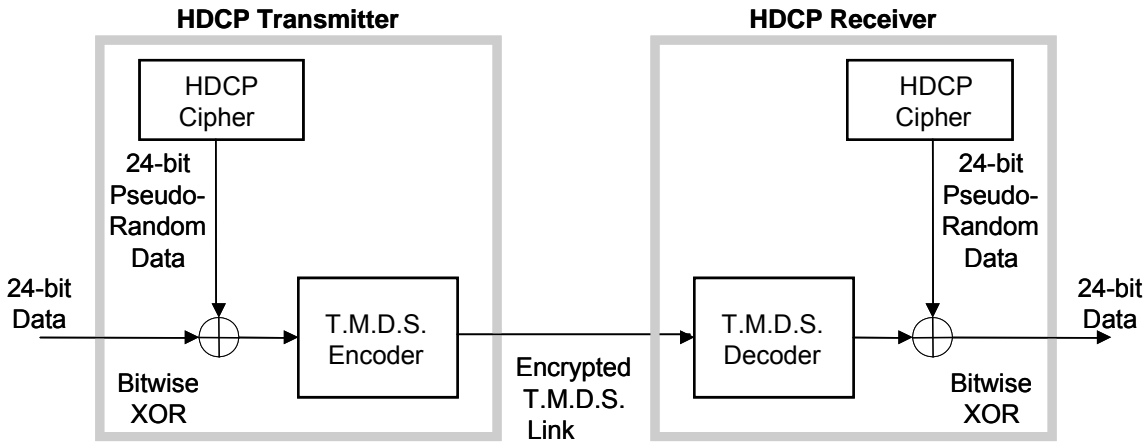 HDCP Transmitter
HDCP Cipher
24-bit
Pseudo-
Random
Data
24-bit
Data
Bitwise
XOR
T.M.D.S.
Encoder
Encrypted
T.M.D.S.
Link
HDCP Receiver
HDCP
Cipher
24-bit
Pseudo-
Random
Data
T.M.D.S.
Decoder
Bitwise
XOR
24-bit
Data